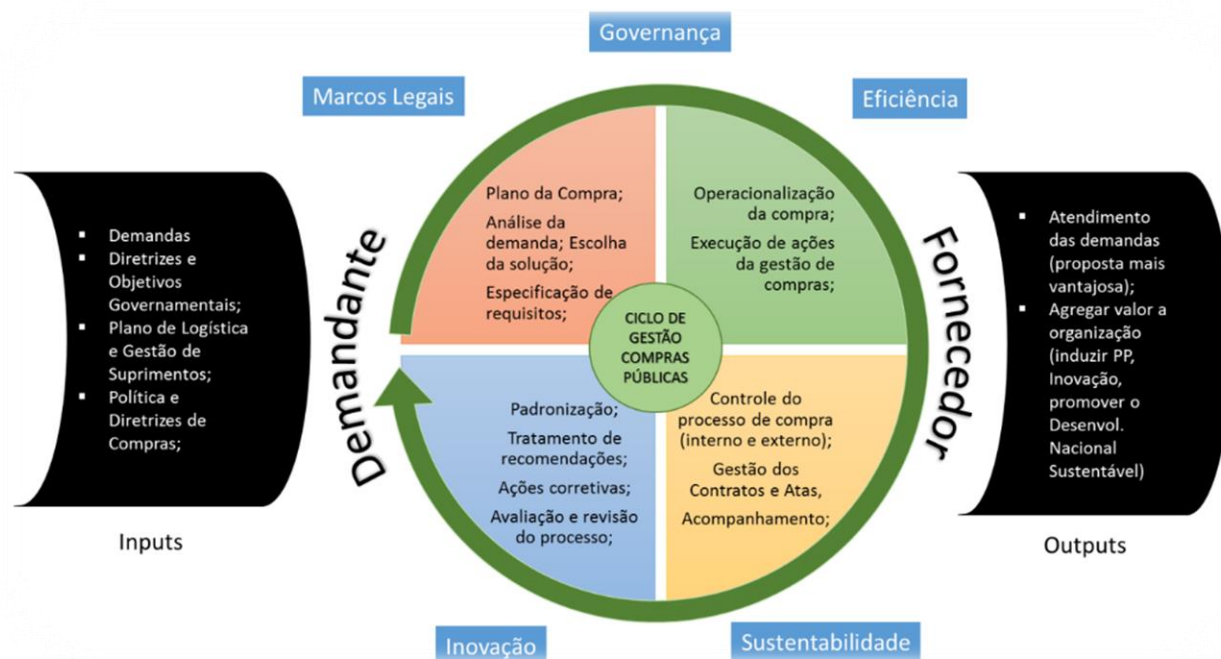 Governança
Marcos Legais
Eficiência
▪ Demandas
▪ Diretrizes e
Objetivos
Governamentais;
▪ Plano de Logística
e Gestão de
Suprimentos;
▪ Política e
Diretrizes de
Compras;
Inputs
Demandante
Plano da Compra;
Análise da
demanda; Escolha
da solução;
Especificação de
requisitos;
Operacionalização
da compra;
Execução de ações
da gestão de
compras;
CICLO DE
GESTÃO
COMPRAS
PÚBLICAS
Padronização;
Tratamento de
recomendações;
Ações corretivas;
Avaliação e revisão
do processo;
Controle do
processo de compra
(interno e externo);
Gestão dos
Contratos e Atas,
Acompanhamento;
Fornecedor
▪ Atendimento
das demandas
(proposta mais
vantajosa);
▪ Agregar valor a
organização
(induzir PP,
Inovação,
promover o
Desenvol.
Nacional
Sustentável)
Outputs
Inovação
Sustentabilidade